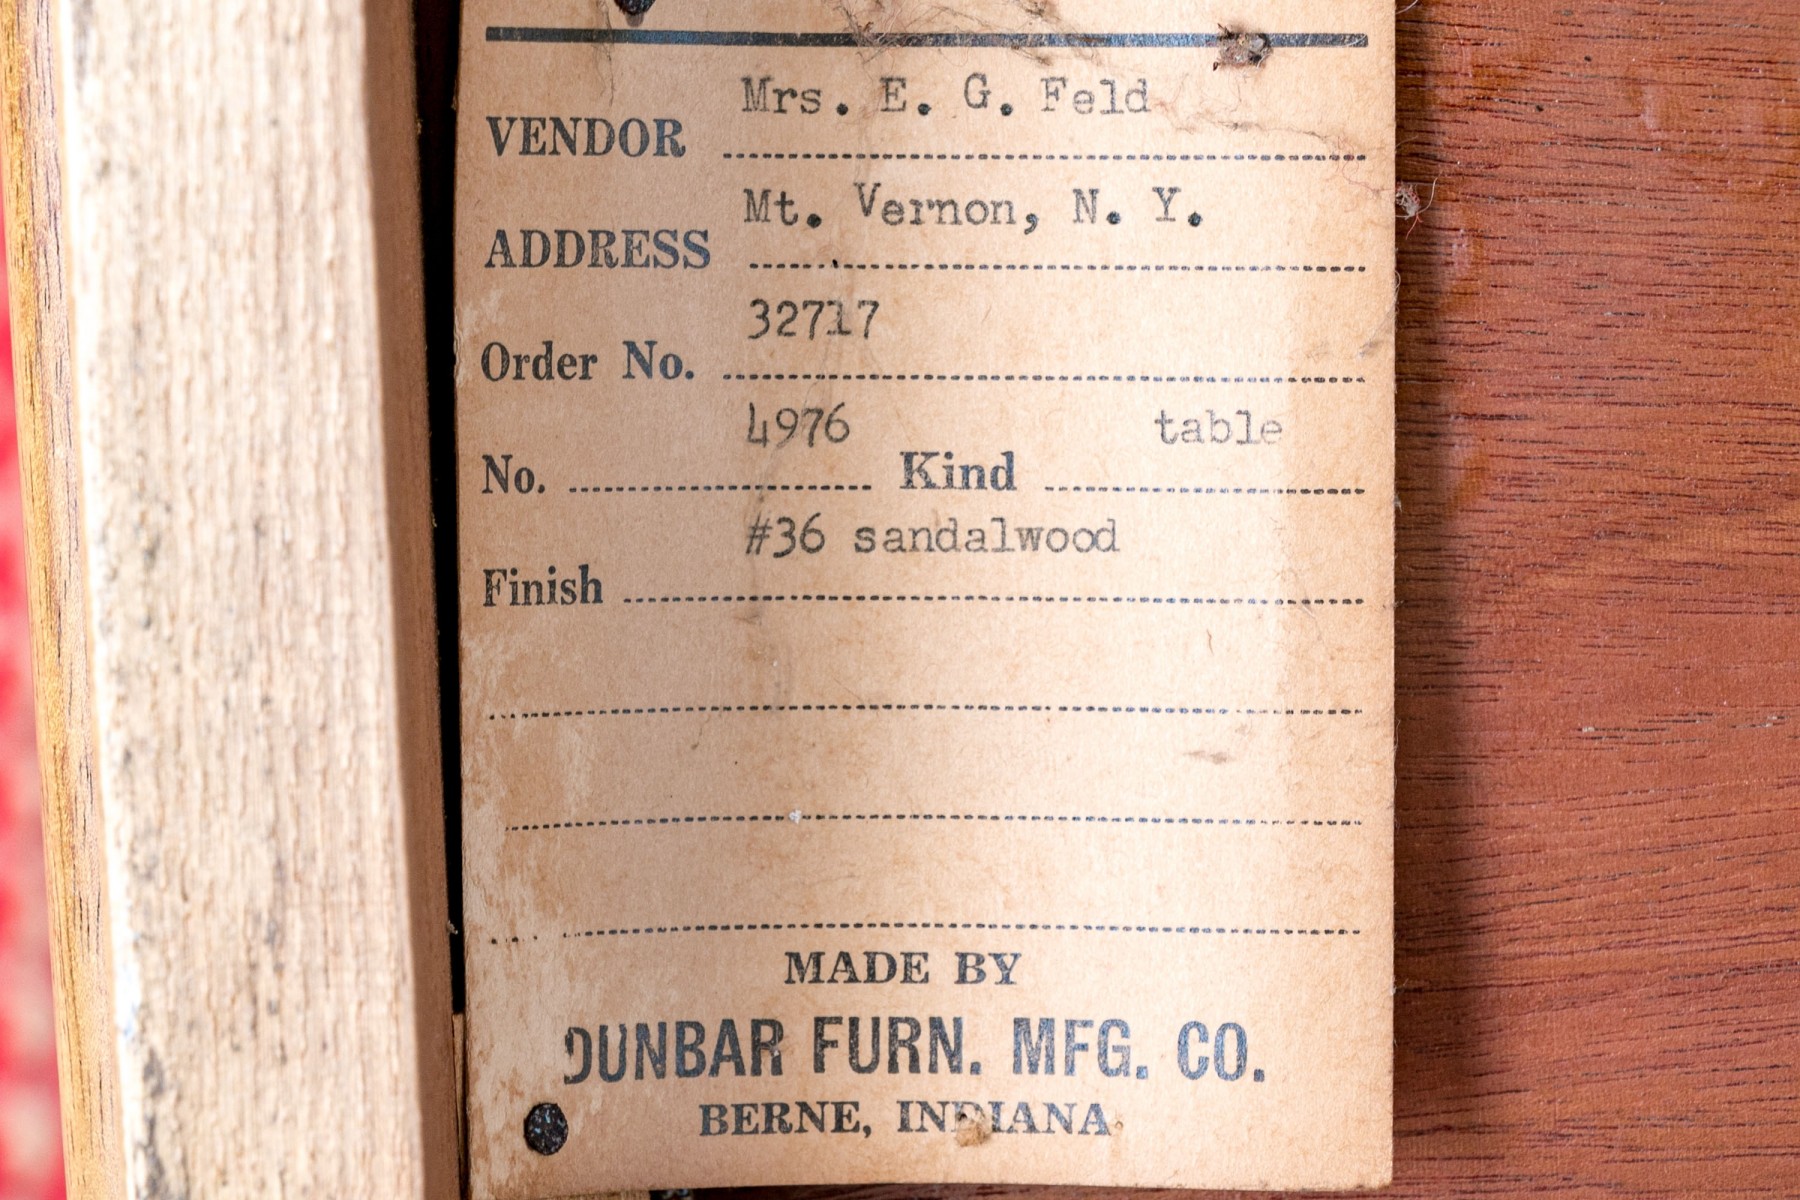 Mrs. E. G. Feld
VENDOR
Mt. Vernon, N. Y.
ADDRESS
32717
Order No.
4976 table
No. Kind
#36 sandalwood
Finish
MADE BY
DUNBAR FURN. MFG. CO.
BERNE, INDIANA